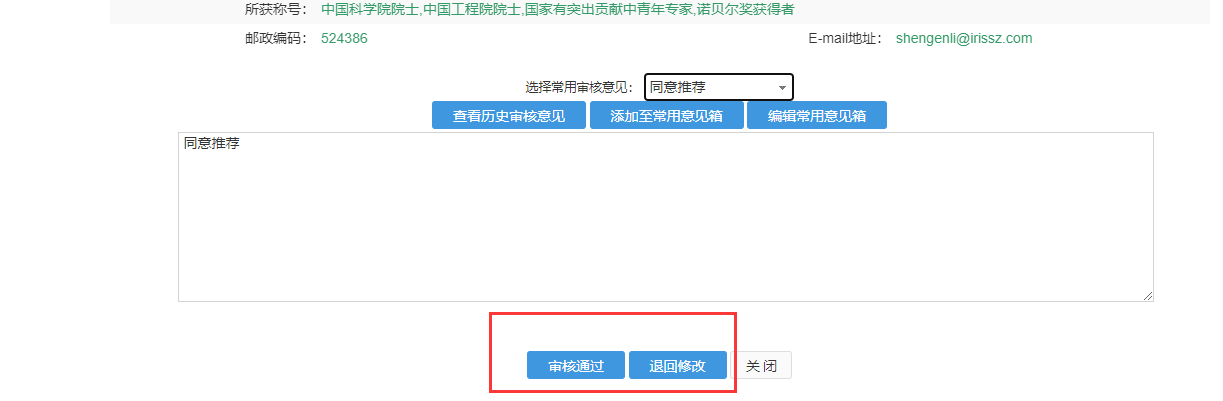 所获称号： 中国科学院院士,中国工程院院士,国家有突出贡献中青年专家,诺贝尔奖获得者
邮政编码： 524386 E-mail地址： shengenli@irissz.com
选择常用审核意见： 同意推荐
查看历史审核意见 添加至常用意见箱 编辑常用意见箱
同意推荐
审核通过 退回修改 关 闭